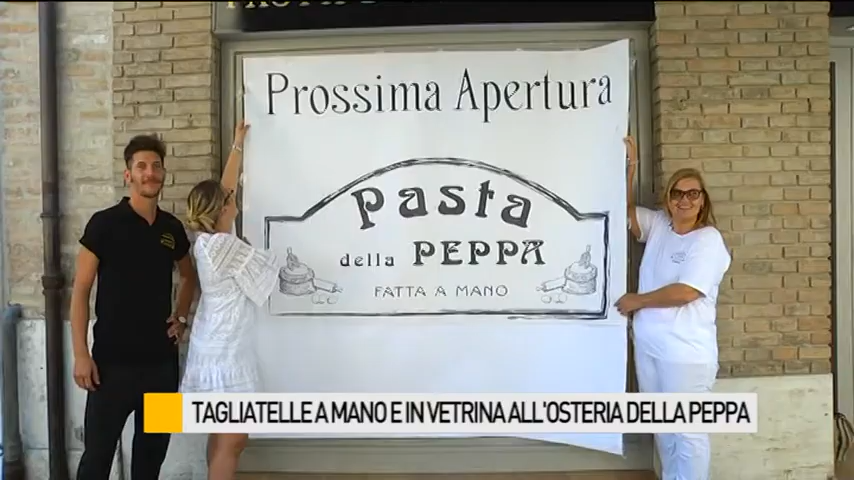 Prossima Apertura
pasta
della PEPPA
FATTA A MANO
TAGLIATELLE A MANO E IN VETRINA ALL'OSTERIA DELLA PEPPA